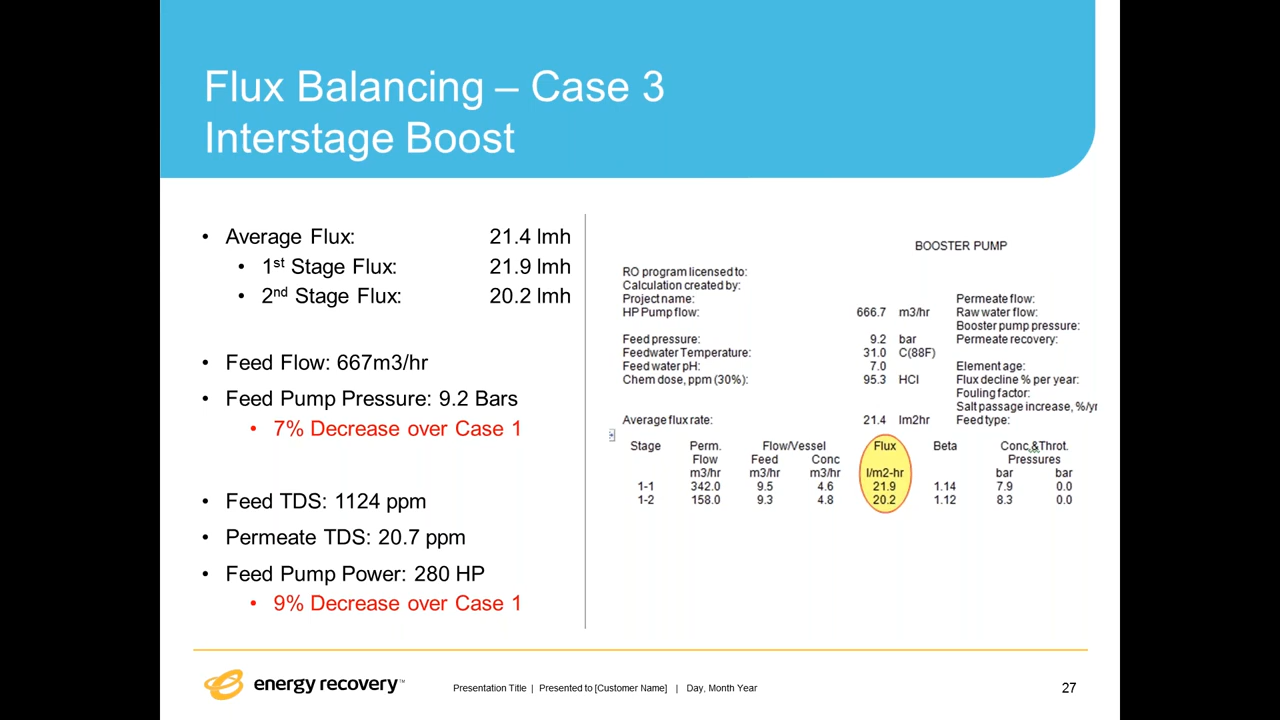 Flux Balancing – Case 3
Interstage Boost
• Average Flux: 21.4 lmh
• 1st Stage Flux: 21.9 lmh
• 2nd Stage Flux: 20.2 lmh
• Feed Flow: 667m3/hr
• Feed Pump Pressure: 9.2 Bars
• 7% Decrease over Case 1
• Feed TDS: 1124 ppm
• Permeate TDS: 20.7 ppm
• Feed Pump Power: 280 HP
• 9% Decrease over Case 1
BOOSTER PUMP
RO program licensed to:
Calculation created by:
Project name: Permeate flow:
HP Pump flow: 666.7 m3/hr Raw water flow:
Booster pump pressure:
Feed pressure: 9.2 bar Permeate recovery:
Feedwater Temperature: 31.0 C(88F)
Feed water pH: 7.0 Element age:
Chem dose, ppm (30%): 95.3 HCl Flux decline % per year:
Fouling factor:
Salt passage increase, %/yr
Average flux rate: 21.4 lm2hr Feed type:
Stage Perm. Flow/Vessel Flux Beta Conc.&Throt.
Flow Feed Conc Pressures
m3/hr m3/hr m3/hr l/m2-hr bar bar
1-1 342.0 9.5 4.6 21.9 1.14 7.9 0.0
1-2 158.0 9.3 4.8 20.2 1.12 8.3 0.0
energy recovery™
Presentation Title | Presented to [Customer Name] | Day, Month Year
27